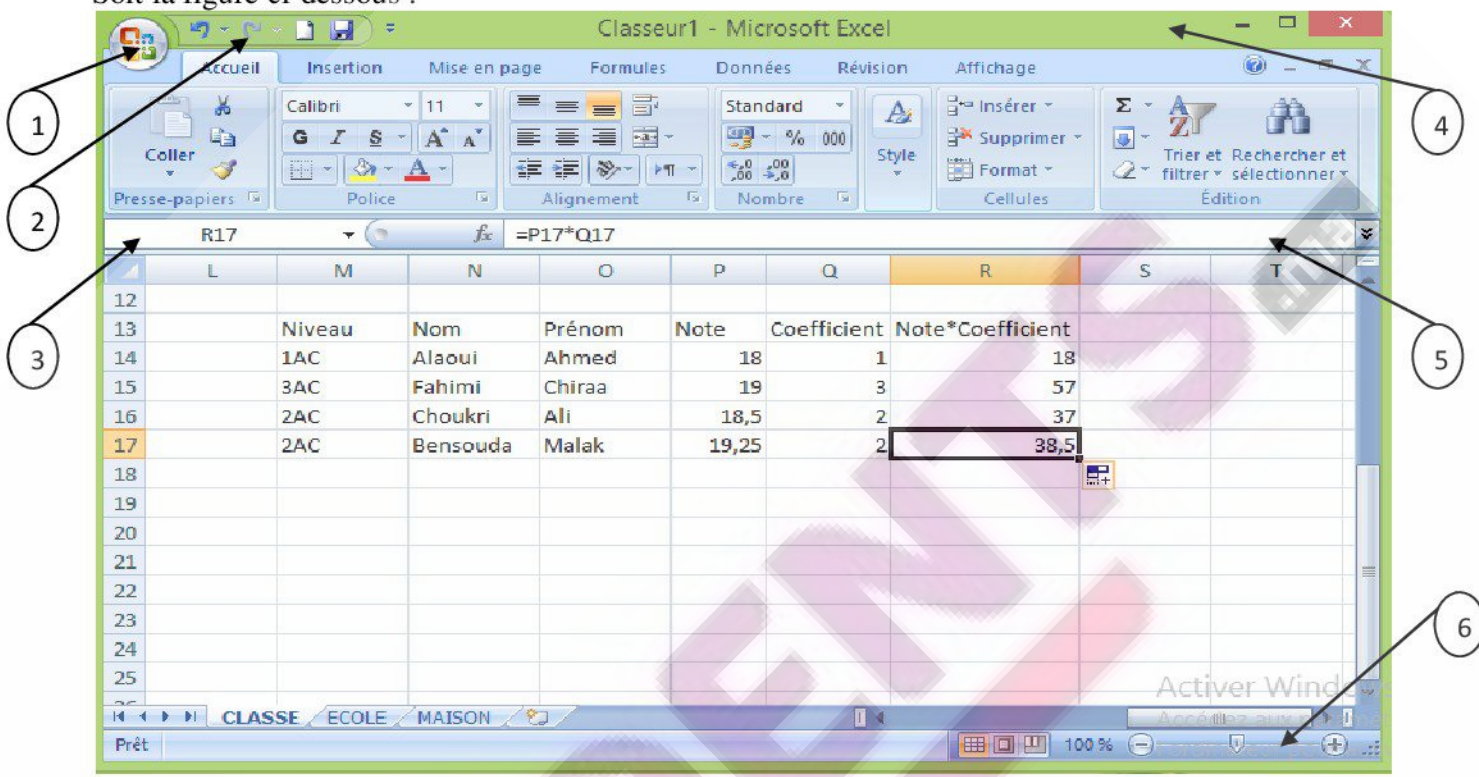 Soit la figure ci-dessous :
Classeur1 - Microsoft Excel
Accueil Insertion Mise en page Formules Données Révision Affichage
Calibri 11 Standard Insérer Σ
G I S A A % 000 Supprimer
Coller Style Format Trier et filtrer Rechercher et sélectionner
Presse-papiers Police Alignement Nombre Cellules Édition
R17 fx =P17*Q17
L M N O P Q R S T
12
13 Niveau Nom Prénom Note Coefficient Note*Coefficient
14 1AC Alaoui Ahmed 18 1 18
15 3AC Fahimi Chiraa 19 3 57
16 2AC Choukri Ali 18,5 2 37
17 2AC Bensouda Malak 19,25 2 38,5
18
19
20
21
22
23
24
25
CLASSE ECOLE MAISON
Prêt 100 %
Activer Windows
1
2
3
4
5
6
ENTS